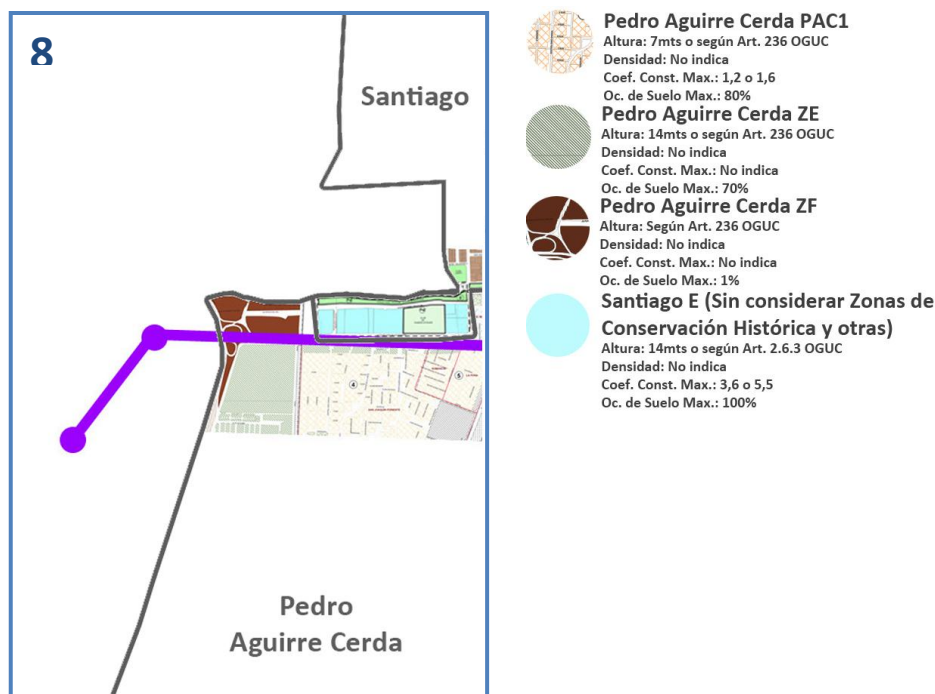 8
Santiago
Pedro
Aguirre Cerda
Pedro Aguirre Cerda PAC1
Altura: 7mts o según Art. 236 OGUC
Densidad: No indica
Coef. Const. Max.: 1,2 o 1,6
Oc. de Suelo Max.: 80%
Pedro Aguirre Cerda ZE
Altura: 14mts o según Art. 236 OGUC
Densidad: No indica
Coef. Const. Max.: No indica
Oc. de Suelo Max.: 70%
Pedro Aguirre Cerda ZF
Altura: Según Art. 236 OGUC
Densidad: No indica
Coef. Const. Max.: No indica
Oc. de Suelo Max.: 1%
Santiago E (Sin considerar Zonas de
Conservación Histórica y otras)
Altura: 14mts o según Art. 2.6.3 OGUC
Densidad: No indica
Coef. Const. Max.: 3,6 o 5,5
Oc. de Suelo Max.: 100%